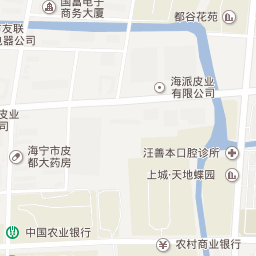 国富电子
商务大厦
都谷花苑
友联
电器公司
海派皮业
有限公司
皮业
司
海宁市皮
都大药房
汪善本口腔诊所
上城·天地蝶园
中国农业银行
农村商业银行